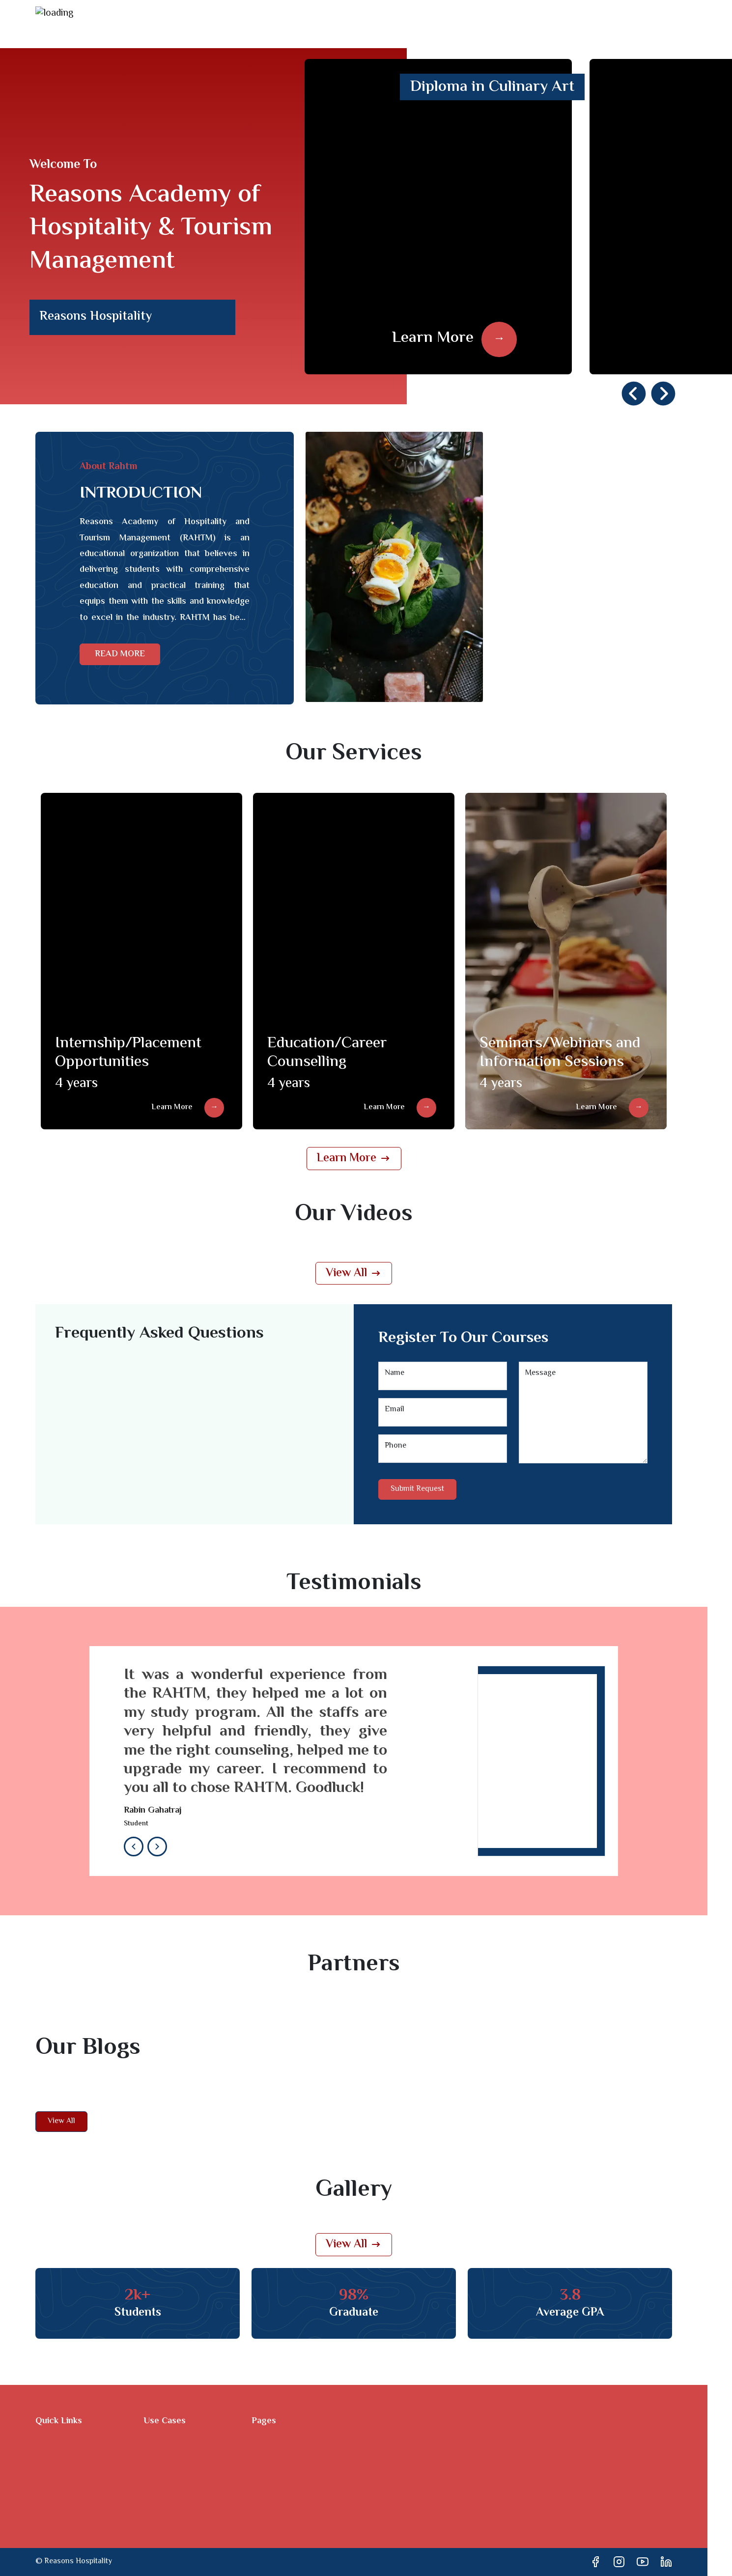 loading
Diploma in Culinary Art
Welcome To
Reasons Academy of
Hospitality & Tourism
Management
Reasons Hospitality
Learn More →
About Rahtm
INTRODUCTION
Reasons Academy of Hospitality and
Tourism Management (RAHTM) is an
educational organization that believes in
delivering students with comprehensive
education and practical training that
equips them with the skills and knowledge
to excel in the industry. RAHTM has be...
READ MORE
Our Services
Internship/Placement
Opportunities
4 years
Learn More →
Education/Career
Counselling
4 years
Learn More →
Seminars/Webinars and
Information Sessions
4 years
Learn More →
Learn More →
Our Videos
View All →
Frequently Asked Questions
Register To Our Courses
Name
Email
Phone
Message
Submit Request
Testimonials
It was a wonderful experience from
the RAHTM, they helped me a lot on
my study program. All the staffs are
very helpful and friendly, they give
me the right counseling, helped me to
upgrade my career. I recommend to
you all to chose RAHTM. Goodluck!
Rabin Gahatraj
Student
Partners
Our Blogs
View All
Gallery
View All →
2k+
Students
98%
Graduate
3.8
Average GPA
Quick Links
Use Cases
Pages
© Reasons Hospitality